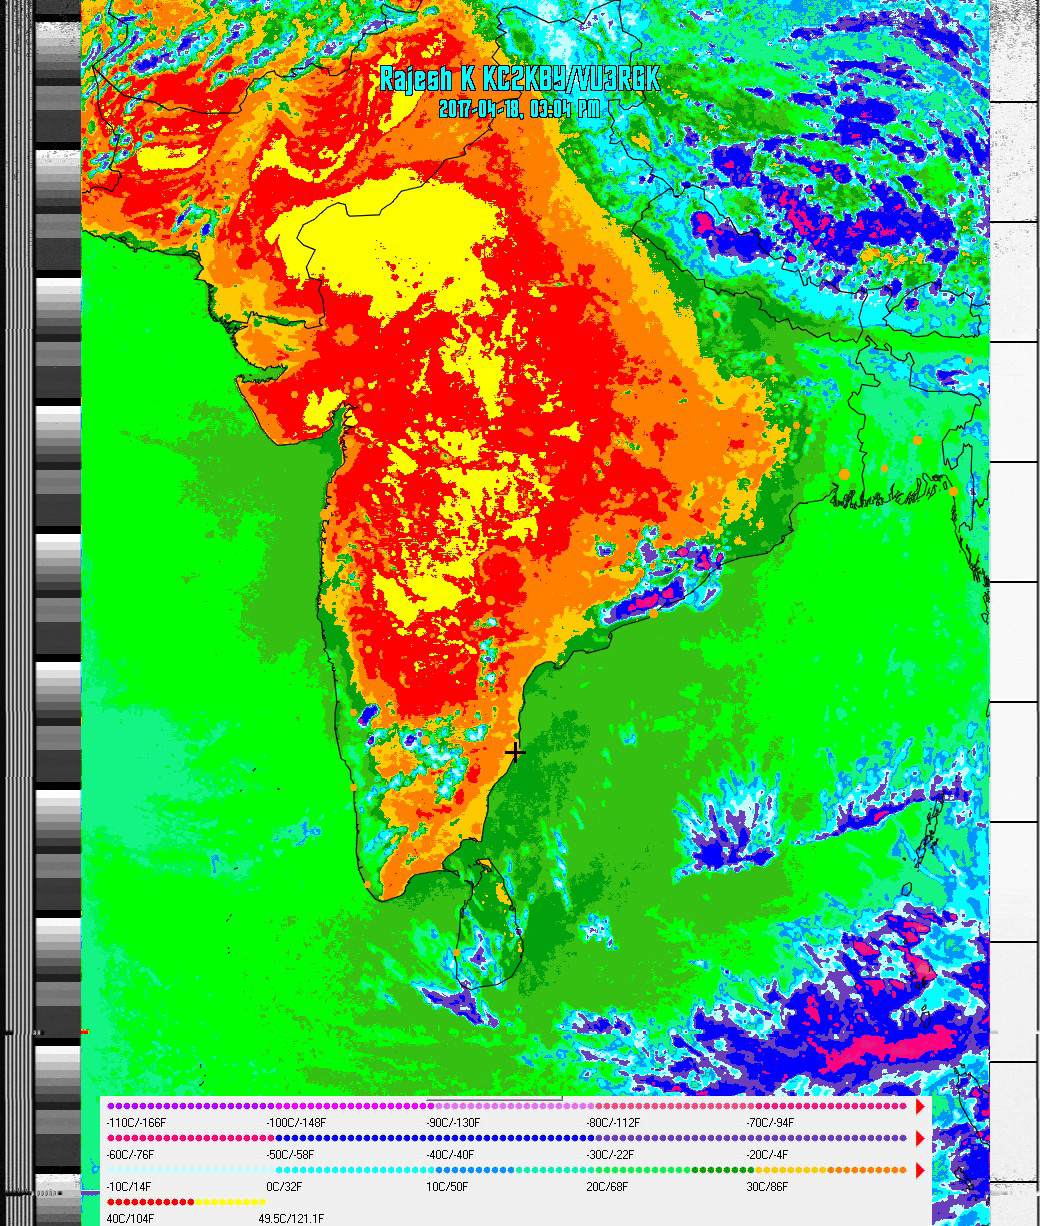 Rajesh K KC2KBY/VU3RGK
2017-04-18, 03:04 PM
-110C/-166F -100C/-148F -90C/-130F -80C/-112F -70C/-94F
-60C/-76F -50C/-58F -40C/-40F -30C/-22F -20C/-4F
-10C/14F 0C/32F 10C/50F 20C/68F 30C/86F
40C/104F 49.5C/121.1F